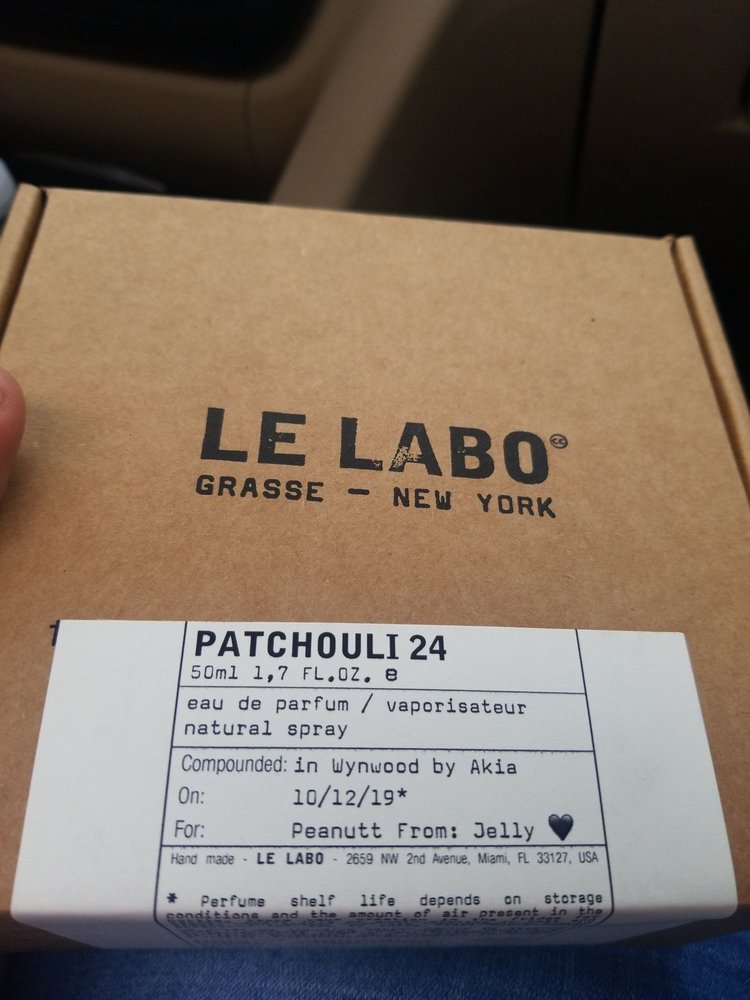 LE LABO
GRASSE — NEW YORK
PATCHOULI 24
50ml 1,7 FL.OZ. e
eau de parfum / vaporisateur
natural spray
Compounded: in Wynwood by Akia
On: 10/12/19*
For: Peanutt From: Jelly 🖤
Hand made - LE LABO - 2659 NW 2nd Avenue, Miami, FL 33127, USA
* Perfume shelf life depends on storage
conditions and the amount of air present in the